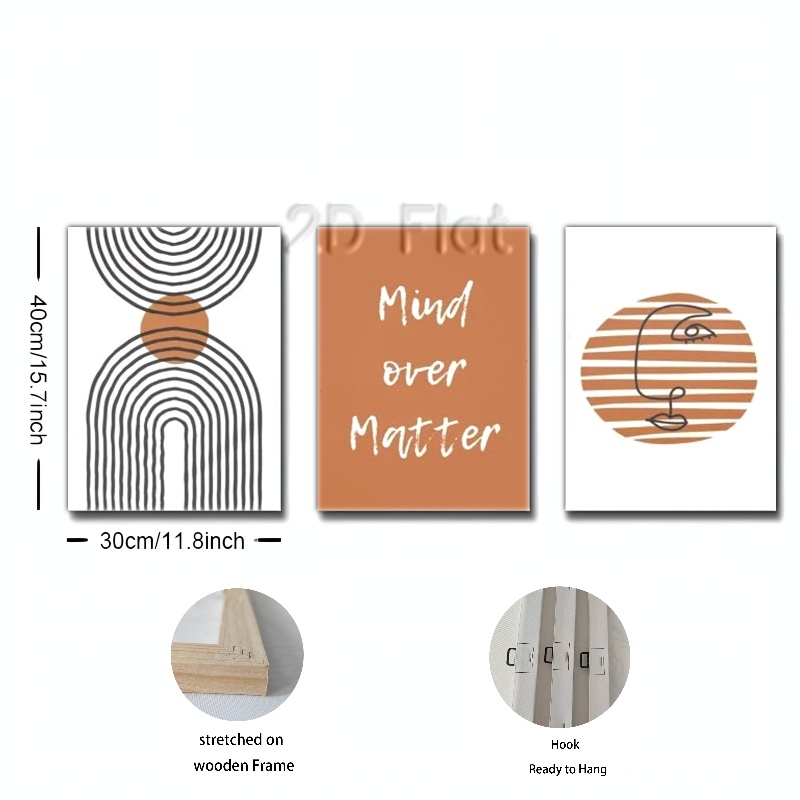 2D Flat
40cm/15.7inch
Mind
over
Matter
30cm/11.8inch
stretched on
wooden Frame
Hook
Ready to Hang